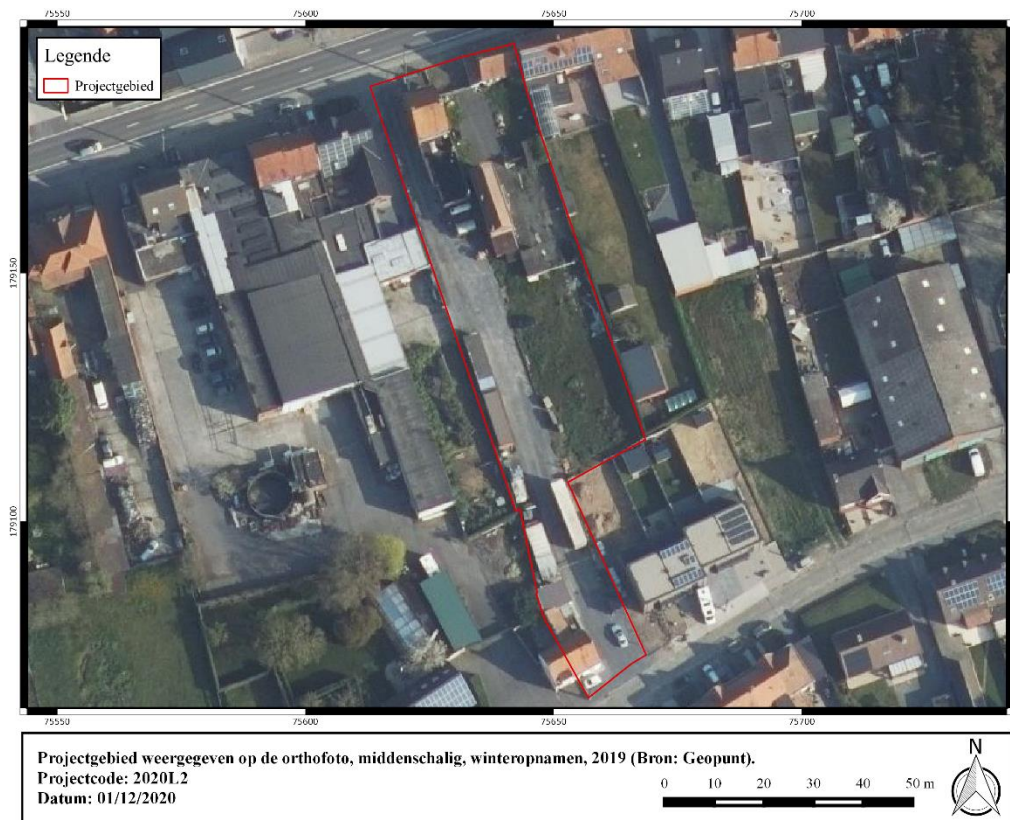 75550 75600 75650 75700
Legende
Projectgebied
179150
179100
75550 75600 75650 75700
Projectgebied weergegeven op de orthofoto, middenschalig, winteropnamen, 2019 (Bron: Geopunt).
Projectcode: 2020L2
Datum: 01/12/2020
0 10 20 30 40 50 m
N